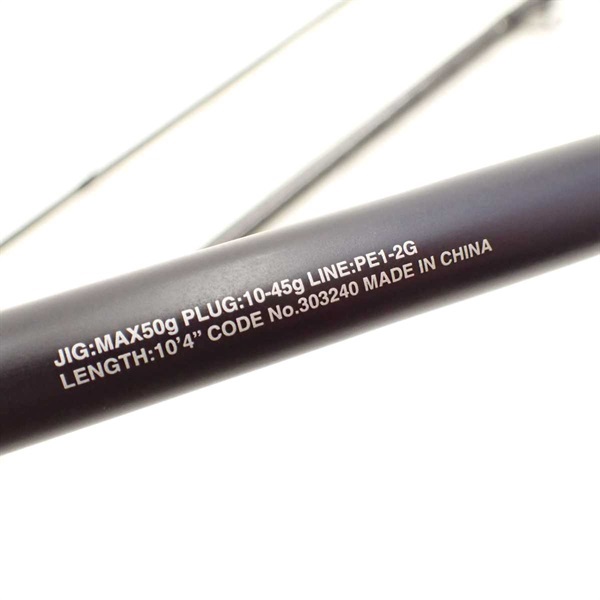 JIG:MAX50g PLUG:10-45g LINE:PE1-2G
LENGTH:10'4” CODE No.303240 MADE IN CHINA